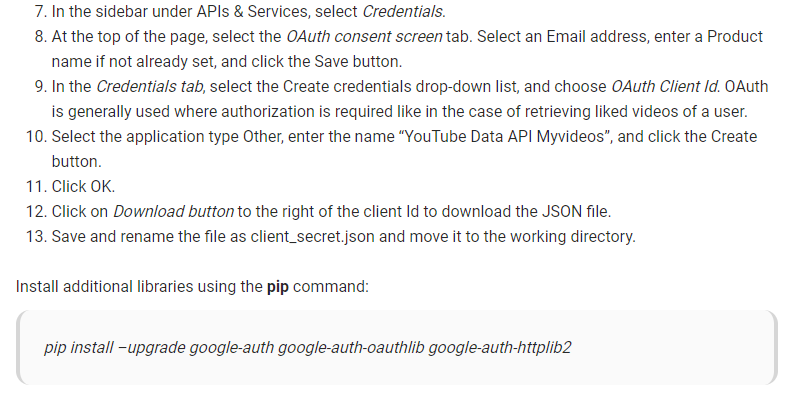 7. In the sidebar under APIs & Services, select Credentials.
8. At the top of the page, select the OAuth consent screen tab. Select an Email address, enter a Product
name if not already set, and click the Save button.
9. In the Credentials tab, select the Create credentials drop-down list, and choose OAuth Client Id. OAuth
is generally used where authorization is required like in the case of retrieving liked videos of a user.
10. Select the application type Other, enter the name “YouTube Data API Myvideos”, and click the Create
button.
11. Click OK.
12. Click on Download button to the right of the client Id to download the JSON file.
13. Save and rename the file as client_secret.json and move it to the working directory.
Install additional libraries using the pip command:
pip install –upgrade google-auth google-auth-oauthlib google-auth-httplib2